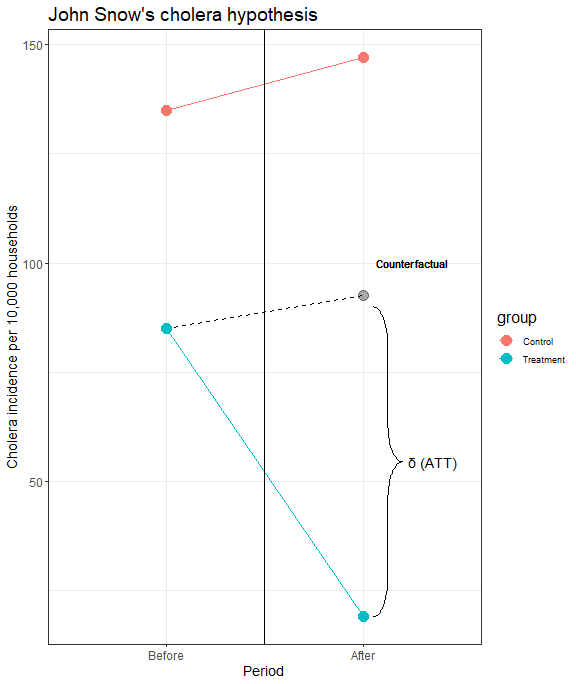 John Snow's cholera hypothesis
150
100
50
Cholera incidence per 10,000 households
Counterfactual
δ (ATT)
group
Control
Treatment
Before
After
Period